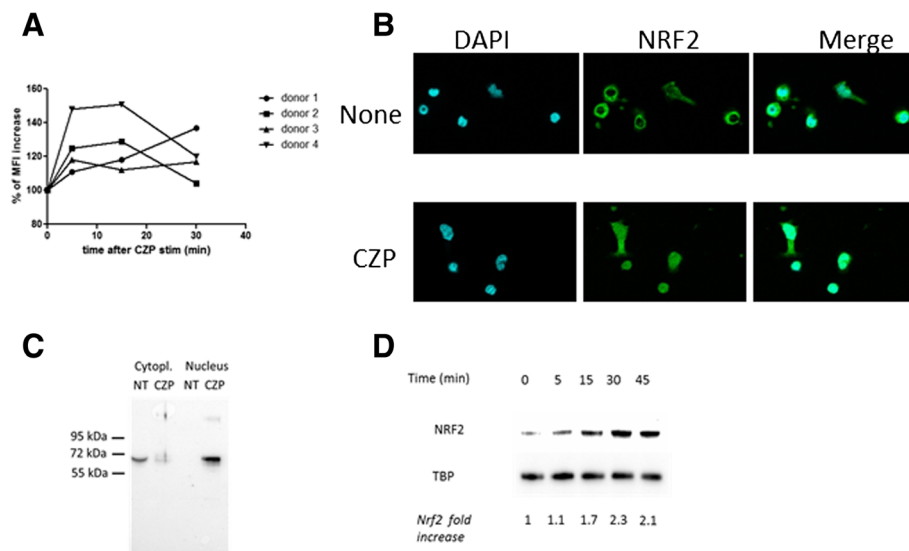 A
% of MFI increase
160
140
120
100
80
0
10
20
30
40
time after CZP stim (min)
donor 1
donor 2
donor 3
donor 4
B
DAPI NRF2 Merge
None
CZP
C
Cytopl. Nucleus
NT CZP NT CZP
95 kDa
72 kDa
55 kDa
D
Time (min) 0 5 15 30 45
NRF2
TBP
Nrf2 fold 1 1.1 1.7 2.3 2.1
increase